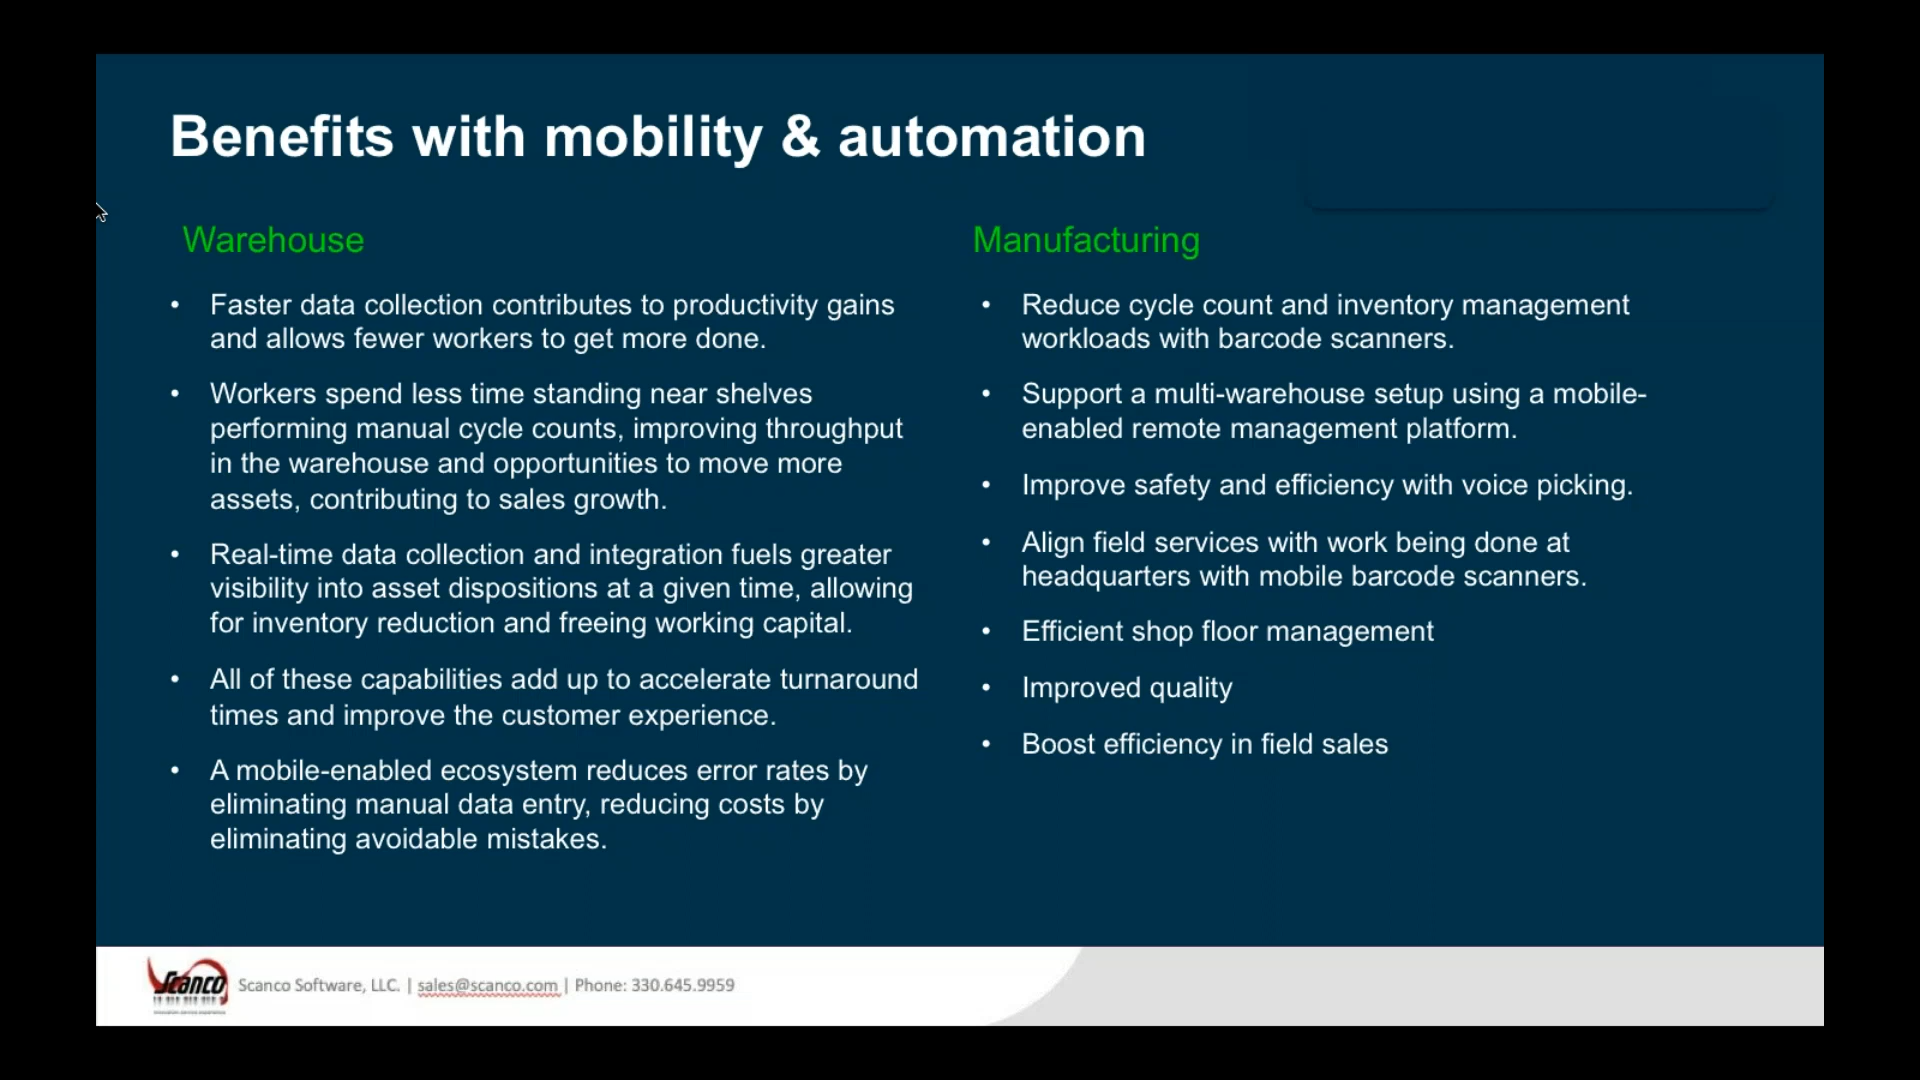 Benefits with mobility & automation
Warehouse
• Faster data collection contributes to productivity gains
and allows fewer workers to get more done.
• Workers spend less time standing near shelves
performing manual cycle counts, improving throughput
in the warehouse and opportunities to move more
assets, contributing to sales growth.
• Real-time data collection and integration fuels greater
visibility into asset dispositions at a given time, allowing
for inventory reduction and freeing working capital.
• All of these capabilities add up to accelerate turnaround
times and improve the customer experience.
• A mobile-enabled ecosystem reduces error rates by
eliminating manual data entry, reducing costs by
eliminating avoidable mistakes.
Manufacturing
• Reduce cycle count and inventory management
workloads with barcode scanners.
• Support a multi-warehouse setup using a mobile-
enabled remote management platform.
• Improve safety and efficiency with voice picking.
• Align field services with work being done at
headquarters with mobile barcode scanners.
• Efficient shop floor management
• Improved quality
• Boost efficiency in field sales
Scanco
Scanco Software, LLC. | sales@scanco.com | Phone: 330.645.9959